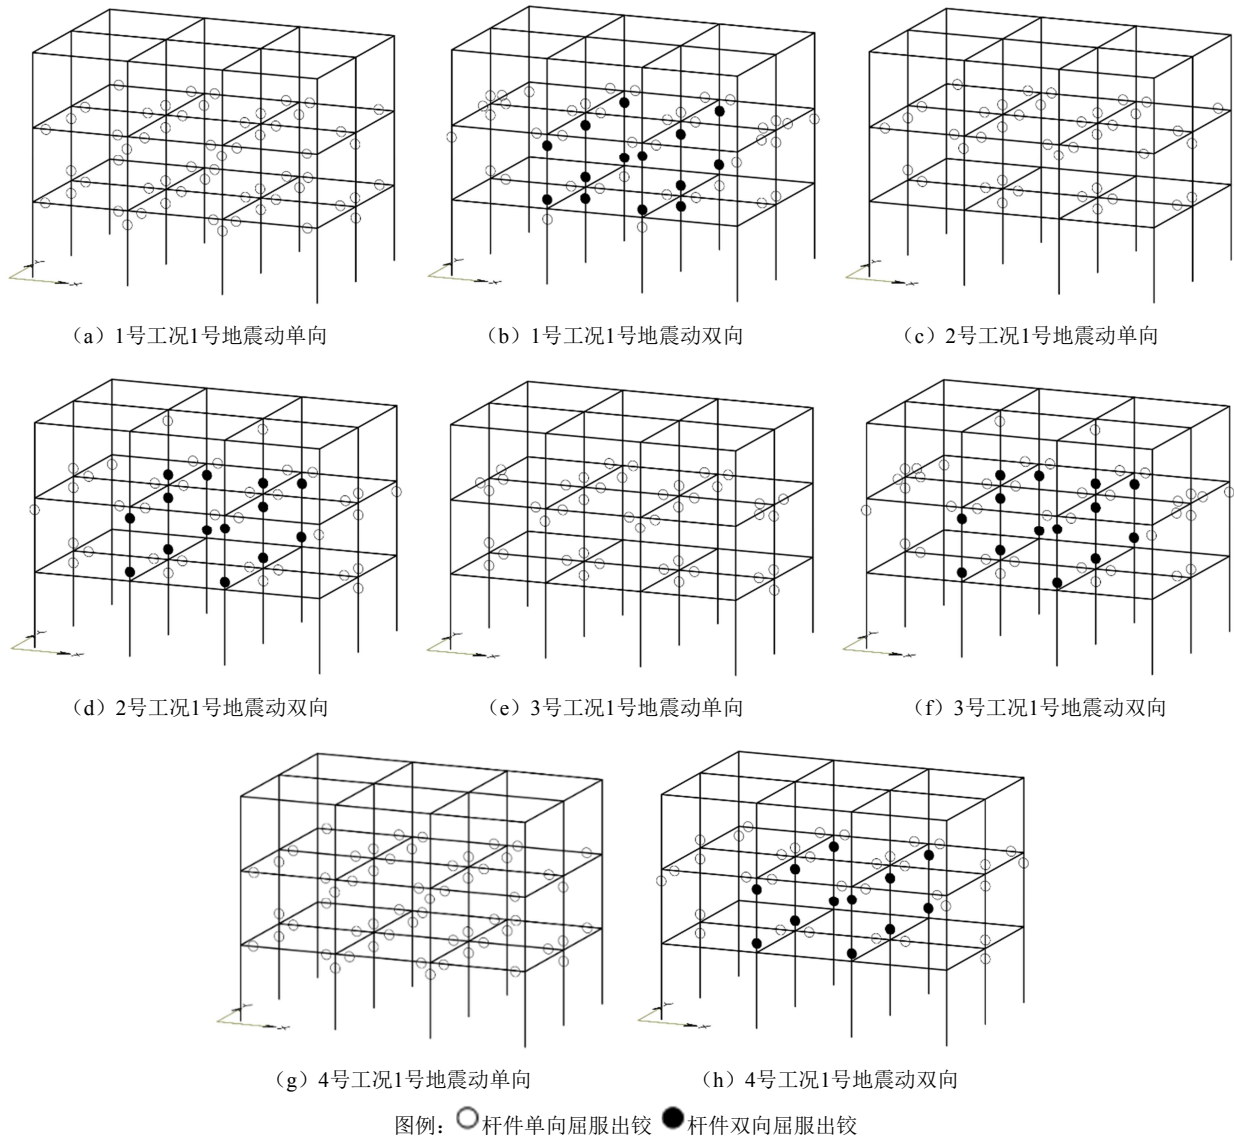 (a)1号工况1号地震动单向
(b)1号工况1号地震动双向
(c)2号工况1号地震动单向
(d)2号工况1号地震动双向
(e)3号工况1号地震动单向
(f)3号工况1号地震动双向
(g)4号工况1号地震动单向
(h)4号工况1号地震动双向
图例：○杆件单向屈服出铰 ●杆件双向屈服出铰